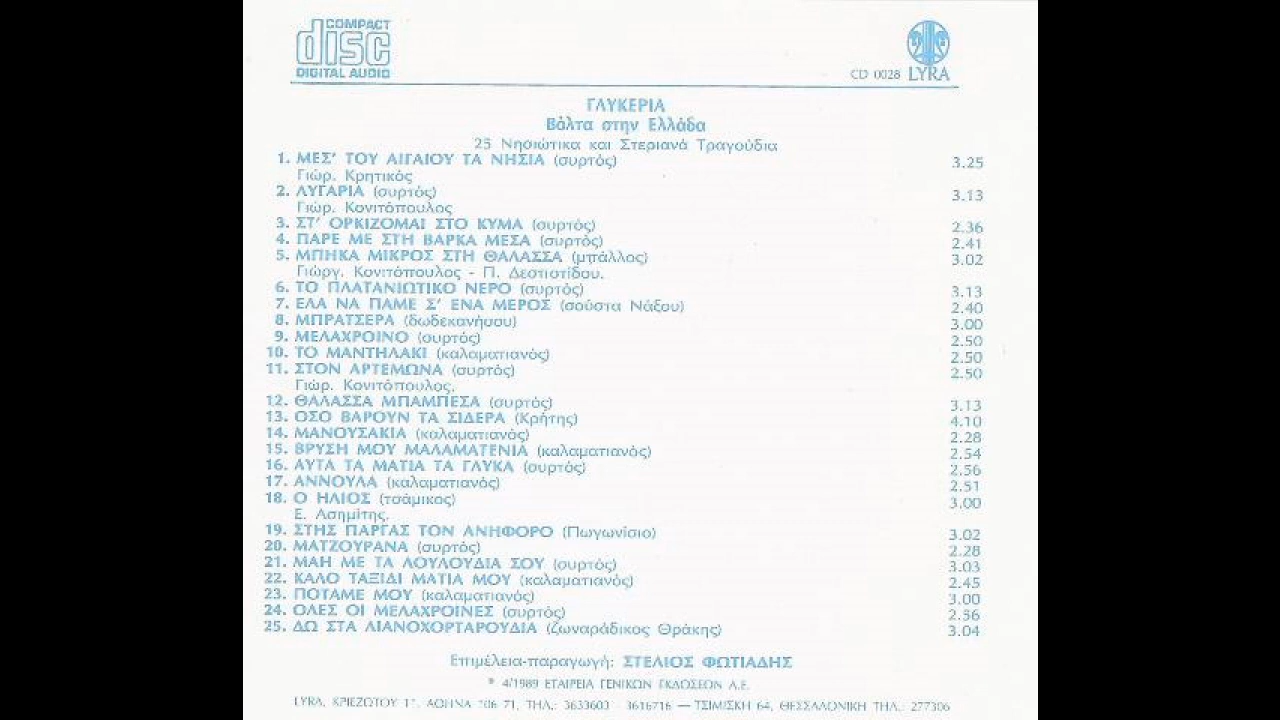 COMPACT
disc
DIGITAL AUDIO
CD 0028 LYRA
ΓΛΥΚΕΡΙΑ
Βόλτα στην Ελλάδα
25 Νησιώτικα και Στεριανά Τραγούδια
1. ΜΕΣ' ΤΟΥ ΑΙΓΑΙΟΥ ΤΑ ΝΗΣΙΑ (συρτός) 3.25
Γιώρ. Κρητικός
2. ΛΥΓΑΡΙΑ (συρτός) 3.13
Γιώρ. Κονιτόπουλος
3. ΣΤ' ΟΡΚΙΖΟΜΑΙ ΣΤΟ ΚΥΜΑ (συρτός) 2.36
4. ΠΑΡΕ ΜΕ ΣΤΗ ΒΑΡΚΑ ΜΕΣΑ (συρτός) 2.41
5. ΜΠΗΚΑ ΜΙΚΡΟΣ ΣΤΗ ΘΑΛΑΣΣΑ (μπάλλος) 3.02
Γιώργ. Κονιτόπουλος - Π. Δεσποτίδου.
6. ΤΟ ΠΛΑΤΑΝΙΩΤΙΚΟ ΝΕΡΟ (συρτός) 3.13
7. ΕΛΑ ΝΑ ΠΑΜΕ Σ' ΕΝΑ ΜΕΡΟΣ (σούστα Νάξου) 2.40
8. ΜΠΡΑΤΣΕΡΑ (δωδεκανήσου) 3.00
9. ΜΕΛΑΧΡΟΙΝΟ (συρτός) 2.50
10. ΤΟ ΜΑΝΤΗΛΑΚΙ (καλαματιανός) 2.50
11. ΣΤΟΝ ΑΡΤΕΜΩΝΑ (συρτός) 2.50
Γιώρ. Κονιτόπουλος.
12. ΘΑΛΑΣΣΑ ΜΠΑΜΠΕΣΑ (συρτός) 3.13
13. ΟΣΟ ΒΑΡΟΥΝ ΤΑ ΣΙΔΕΡΑ (Κρήτης) 4.10
14. ΜΑΝΟΥΣΑΚΙΑ (καλαματιανός) 2.28
15. ΒΡΥΣΗ ΜΟΥ ΜΑΛΑΜΑΤΕΝΙΑ (καλαματιανός) 2.54
16. ΑΥΤΑ ΤΑ ΜΑΤΙΑ ΤΑ ΓΛΥΚΑ (συρτός) 2.56
17. ΑΝΝΟΥΛΑ (καλαματιανός) 2.51
18. Ο ΗΛΙΟΣ (τσάμικος) 3.00
Ε. Ασημίτης.
19. ΣΤΗΣ ΠΑΡΓΑΣ ΤΟΝ ΑΝΗΦΟΡΟ (Πωγωνίσιο) 3.02
20. ΜΑΤΖΟΥΡΑΝΑ (συρτός) 2.28
21. ΜΑΗ ΜΕ ΤΑ ΛΟΥΛΟΥΔΙΑ ΣΟΥ (συρτός) 3.03
22. ΚΑΛΟ ΤΑΞΙΔΙ ΜΑΤΙΑ ΜΟΥ (καλαματιανός) 2.45
23. ΠΟΤΑΜΕ ΜΟΥ (καλαματιανός) 3.00
24. ΟΛΕΣ ΟΙ ΜΕΛΑΧΡΟΙΝΕΣ (συρτός) 2.56
25. ΔΩ ΣΤΑ ΛΙΑΝΟΧΟΡΤΑΡΟΥΔΙΑ (ζωναράδικος Θράκης) 3.04
Επιμέλεια-παραγωγή: ΣΤΕΛΙΟΣ ΦΩΤΙΑΔΗΣ
4/1989 ΕΤΑΙΡΕΙΑ ΓΕΝΙΚΩΝ ΕΚΔΟΣΕΩΝ Α.Ε.
LYRA, ΚΡΙΕΖΩΤΟΥ ΑΘΗΝΑ 106 71, ΤΗΛ.: 3633603 - 3616716 — ΤΣΙΜΙΣΚΗ 64, ΘΕΣΣΑΛΟΝΙΚΗ ΤΗΛ.: 277306